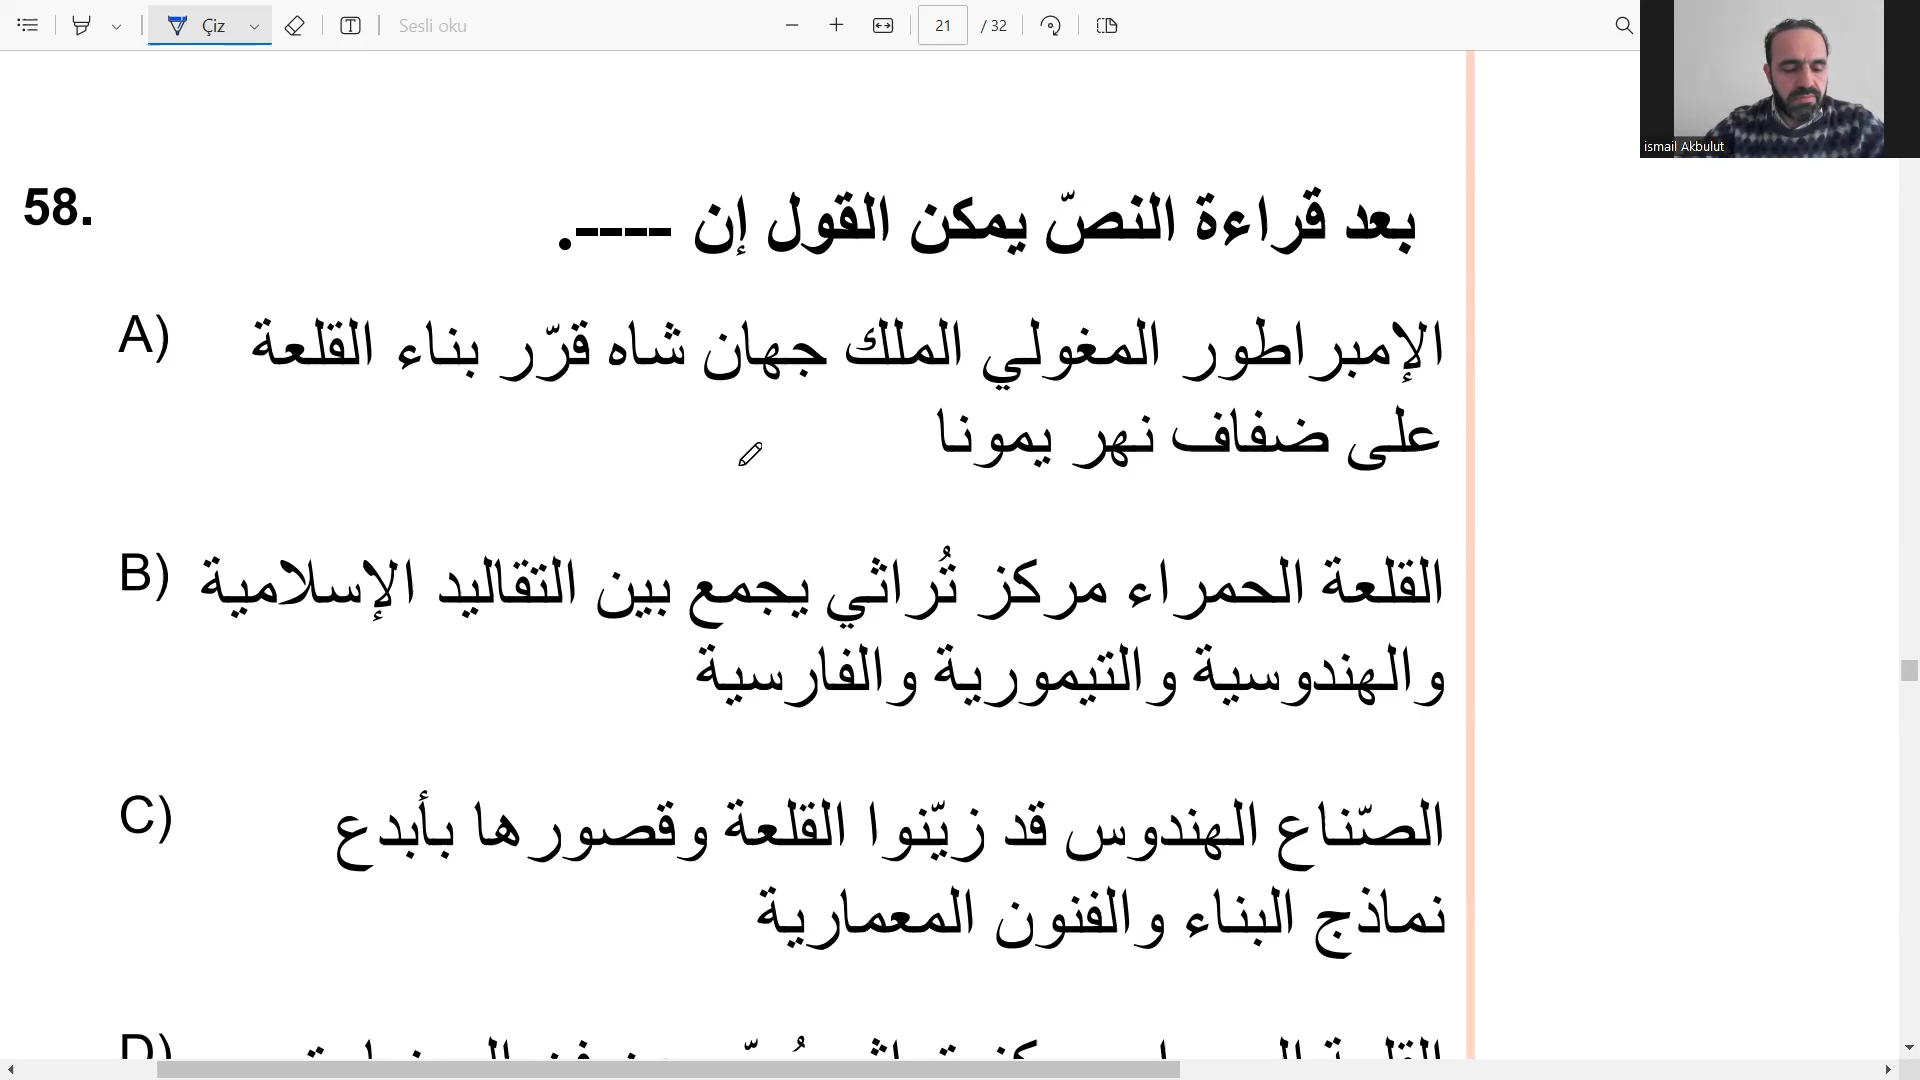 Çiz
Sesli oku
21 / 32
ismail Akbulut
58. بعد قراءة النصّ يمكن القول إن ----.
A) الإمبراطور المغولي الملك جهان شاه قرّر بناء القلعة
على ضفاف نهر يمونا
B) القلعة الحمراء مركز تُراثي يجمع بين التقاليد الإسلامية
والهندوسية والتيمورية والفارسية
C) الصّناع الهندوس قد زيّنوا القلعة وقصورها بأبدع
نماذج البناء والفنون المعمارية
D)